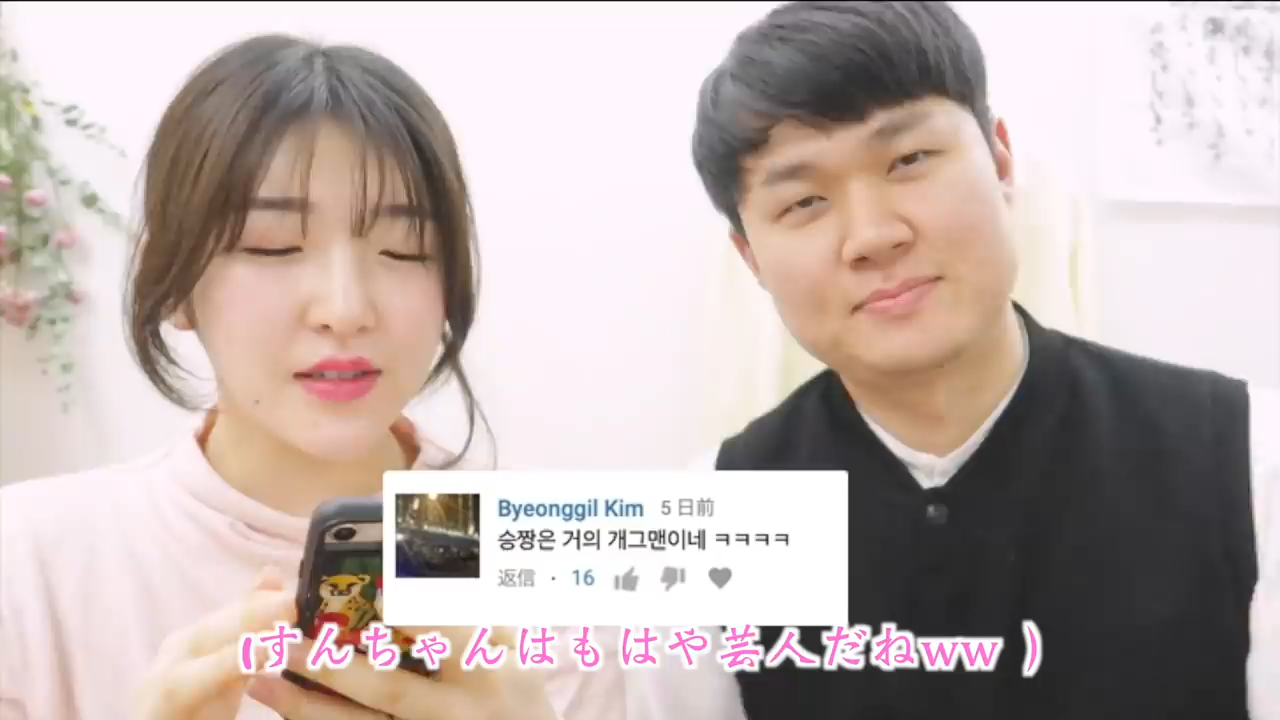 Byeonggil Kim 5 日前
승짱은 거의 개그맨이네 ㅋㅋㅋㅋ
返信 · 16
(すんちゃんはもはや芸人だねww )